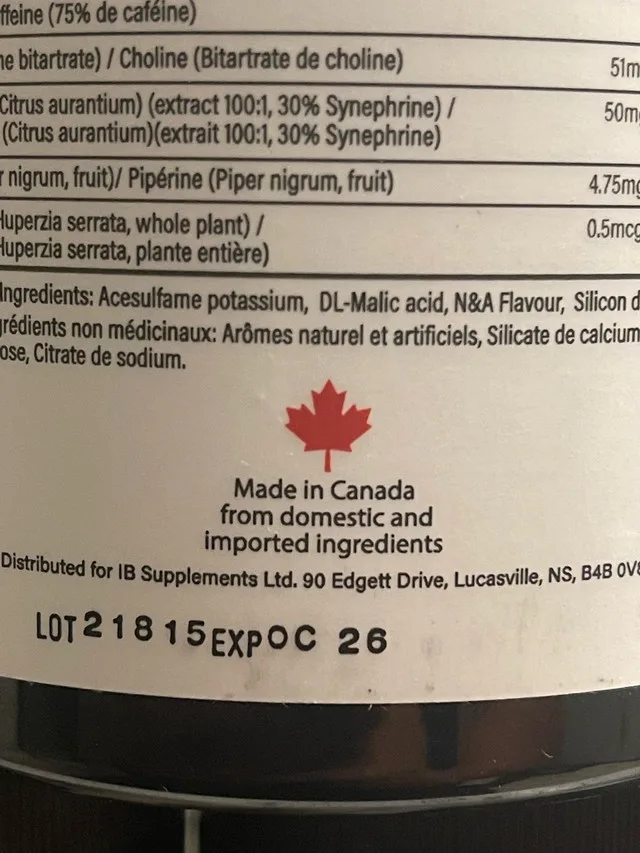 ffeine (75% de caféine)
ne bitartrate) / Choline (Bitartrate de choline) 51m
Citrus aurantium) (extract 100:1, 30% Synephrine) / 50m
(Citrus aurantium)(extrait 100:1, 30% Synephrine)
r nigrum, fruit)/ Pipérine (Piper nigrum, fruit) 4.75mg
Huperzia serrata, whole plant) / 0.5mcg
Huperzia serrata, plante entière)
Ingredients: Acesulfame potassium, DL-Malic acid, N&A Flavour, Silicon d
grédients non médicinaux: Arômes naturel et artificiels, Silicate de calcium
ose, Citrate de sodium.
Made in Canada
from domestic and
imported ingredients
Distributed for IB Supplements Ltd. 90 Edgett Drive, Lucasville, NS, B4B 0V8
LOT 21815 EXP OC 26